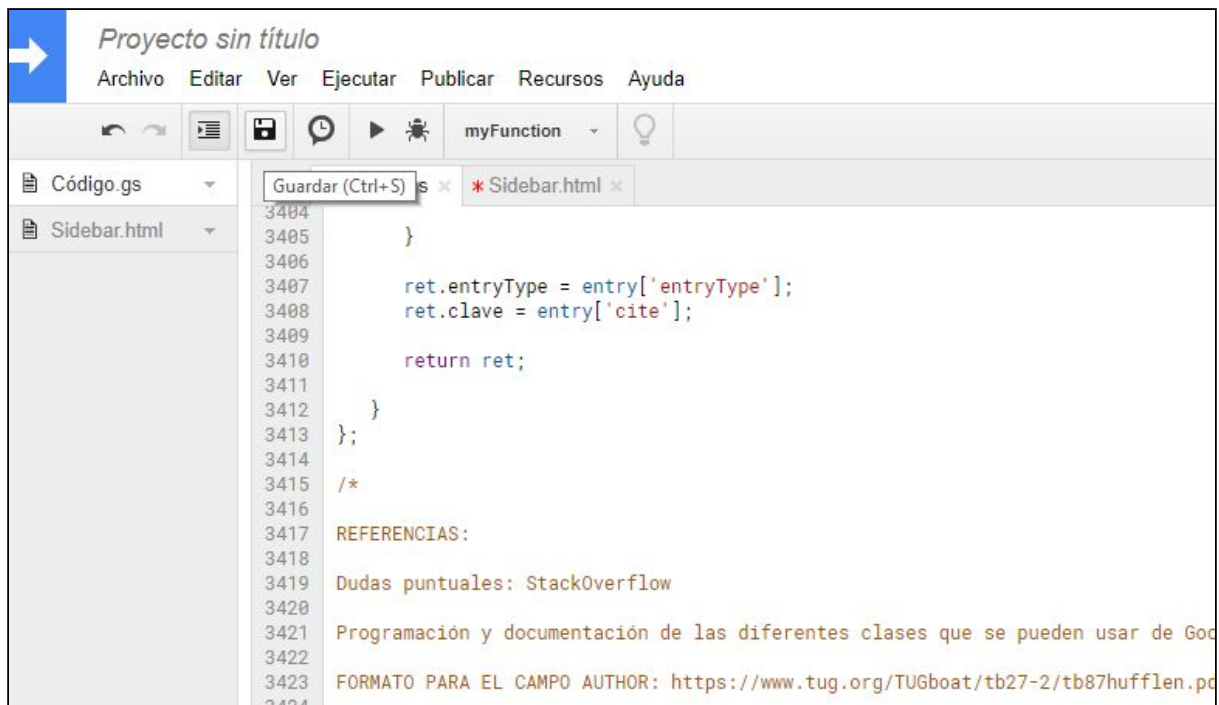 Proyecto sin título
Archivo Editar Ver Ejecutar Publicar Recursos Ayuda
myFunction
Código.gs
Guardar (Ctrl+S) s × * Sidebar.html ×
Sidebar.html
3404
3405 }
3406
3407 ret.entryType = entry['entryType'];
3408 ret.clave = entry['cite'];
3409
3410 return ret;
3411
3412 }
3413 };
3414
3415 /*
3416
3417 REFERENCIAS:
3418
3419 Dudas puntuales: StackOverflow
3420
3421 Programación y documentación de las diferentes clases que se pueden usar de
3422
3423 FORMATO PARA EL CAMPO AUTHOR: https://www.tug.org/TUGboat/tb27-2/tb87hufflen.pd
3424